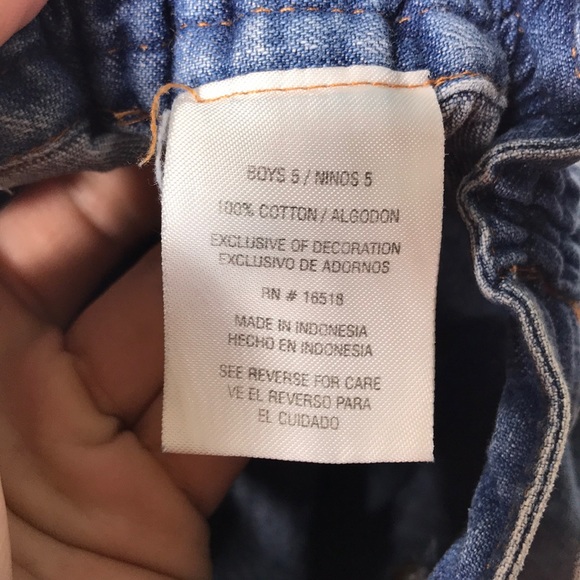 BOYS 5 / NINOS 5
100% COTTON / ALGODON
EXCLUSIVE OF DECORATION
EXCLUSIVO DE ADORNOS
RN # 16518
MADE IN INDONESIA
HECHO EN INDONESIA
SEE REVERSE FOR CARE
VE EL REVERSO PARA
EL CUIDADO